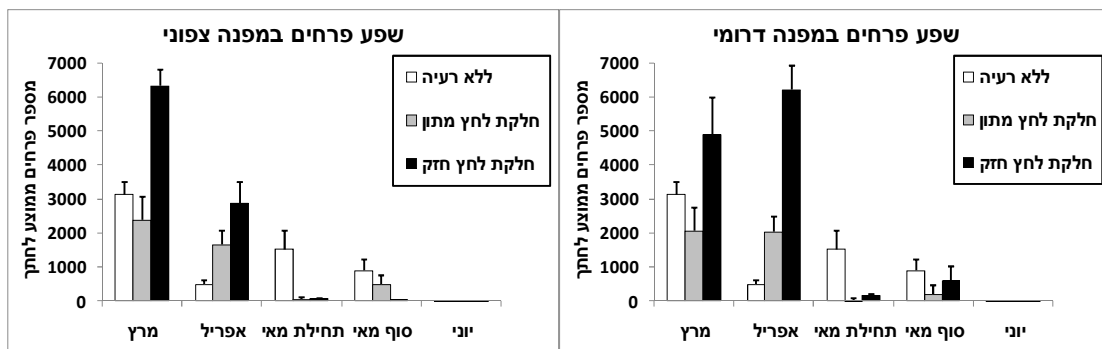 שפע פרחים במפנה דרומי
מספר פרחים ממוצע לחתך
7000
6000
5000
4000
3000
2000
1000
0
ללא רעיה
חלקת לחץ מתון
חלקת לחץ חזק
מרץ אפריל תחילת מאי סוף מאי יוני
שפע פרחים במפנה צפוני
מספר פרחים ממוצע לחתך
7000
6000
5000
4000
3000
2000
1000
0
ללא רעיה
חלקת לחץ מתון
חלקת לחץ חזק
מרץ אפריל תחילת מאי סוף מאי יוני